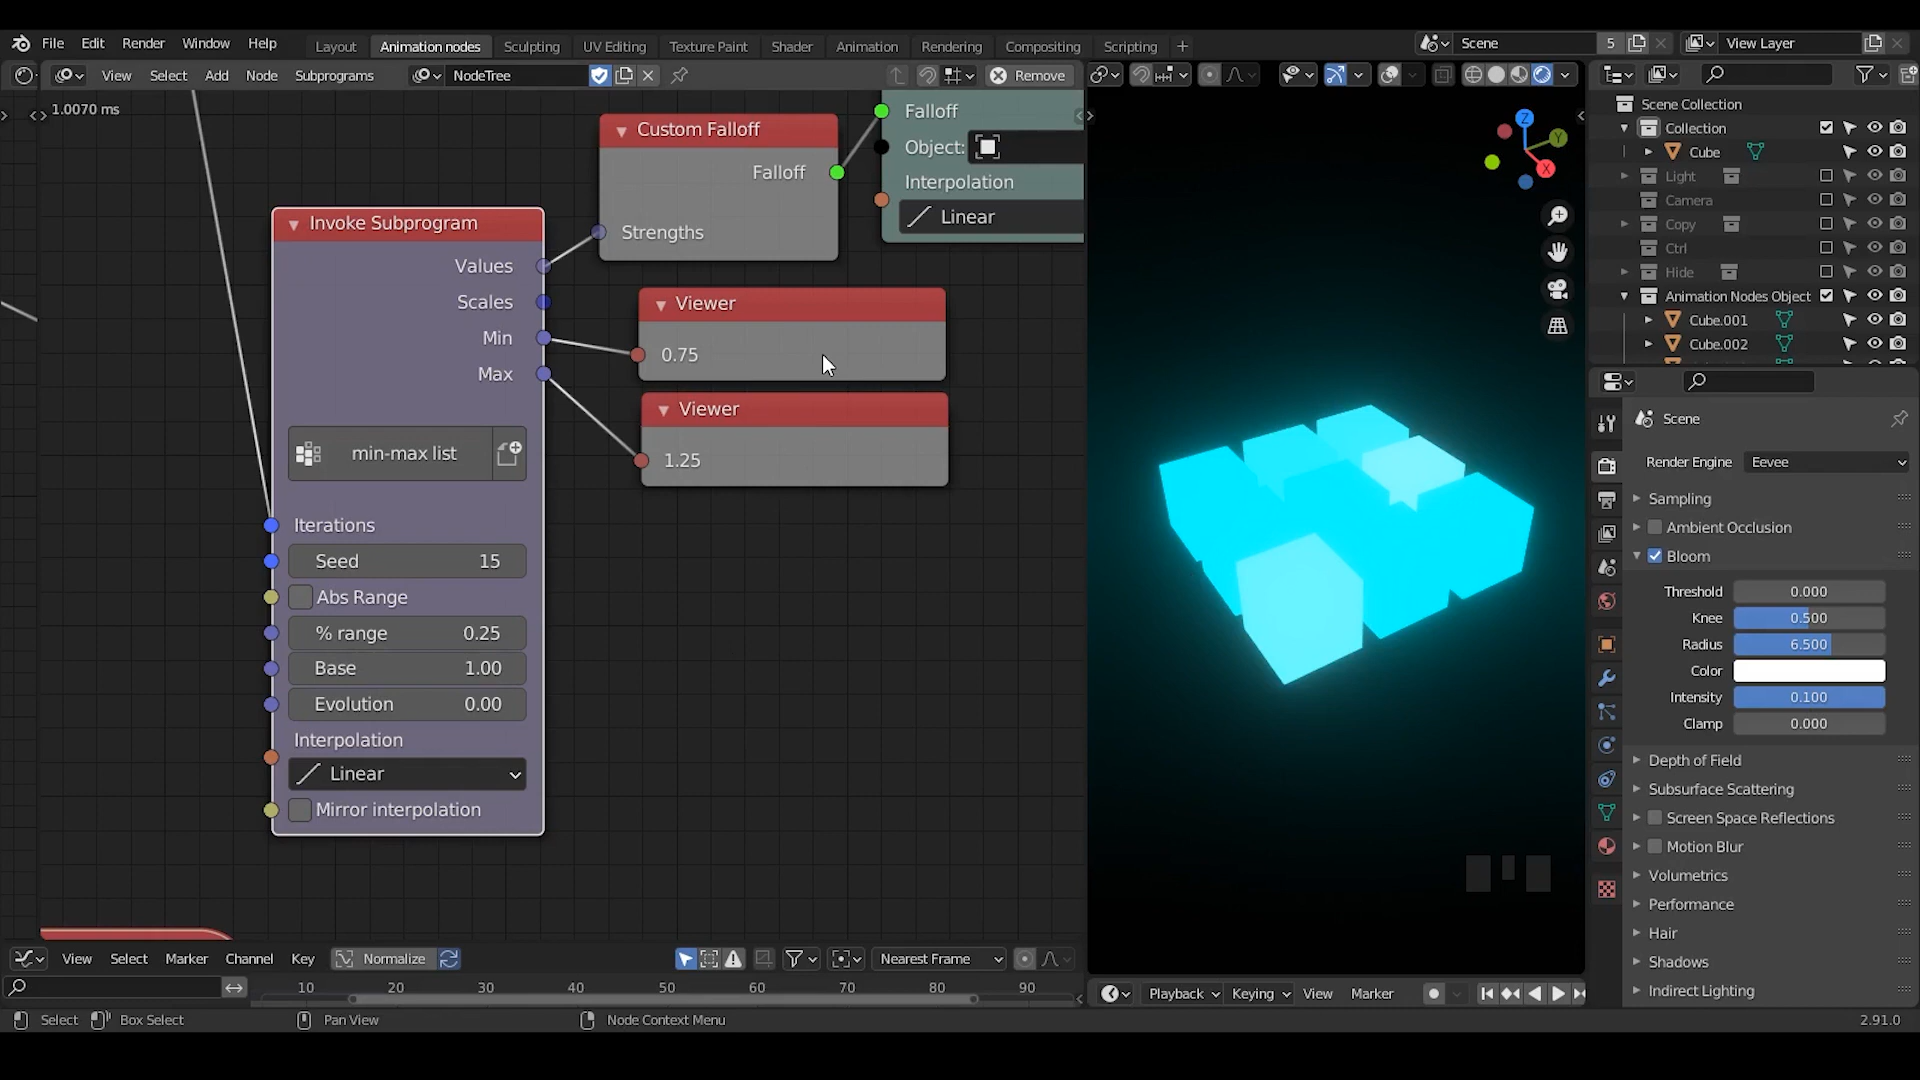 File Edit Render Window Help Layout Animation nodes Sculpting UV Editing Texture Paint Shader Animation Rendering Compositing Scripting + Scene 5 View Layer
View Select Add Node Subprograms NodeTree Remove
1.0070 ms
Custom Falloff
Falloff
Strengths
Falloff
Object:
Interpolation
Linear
Invoke Subprogram
Values
Scales
Min
Max
min-max list
Iterations
Seed 15
Abs Range
% range 0.25
Base 1.00
Evolution 0.00
Interpolation
Linear
Mirror interpolation
Viewer
0.75
Viewer
1.25
Z
Y
X
Scene Collection
Collection
Cube
Light
Camera
Copy
Ctrl
Hide
Animation Nodes Object
Cube.001
Cube.002
Scene
Render Engine Eevee
Sampling
Ambient Occlusion
Bloom
Threshold 0.000
Knee 0.500
Radius 6.500
Color
Intensity 0.100
Clamp 0.000
Depth of Field
Subsurface Scattering
Screen Space Reflections
Motion Blur
Volumetrics
Performance
Hair
Shadows
Indirect Lighting
View Select Marker Channel Key Normalize Nearest Frame
10 20 30 40 50 60 70 80 90
Playback Keying View Marker
Select Box Select Pan View Node Context Menu 2.91.0